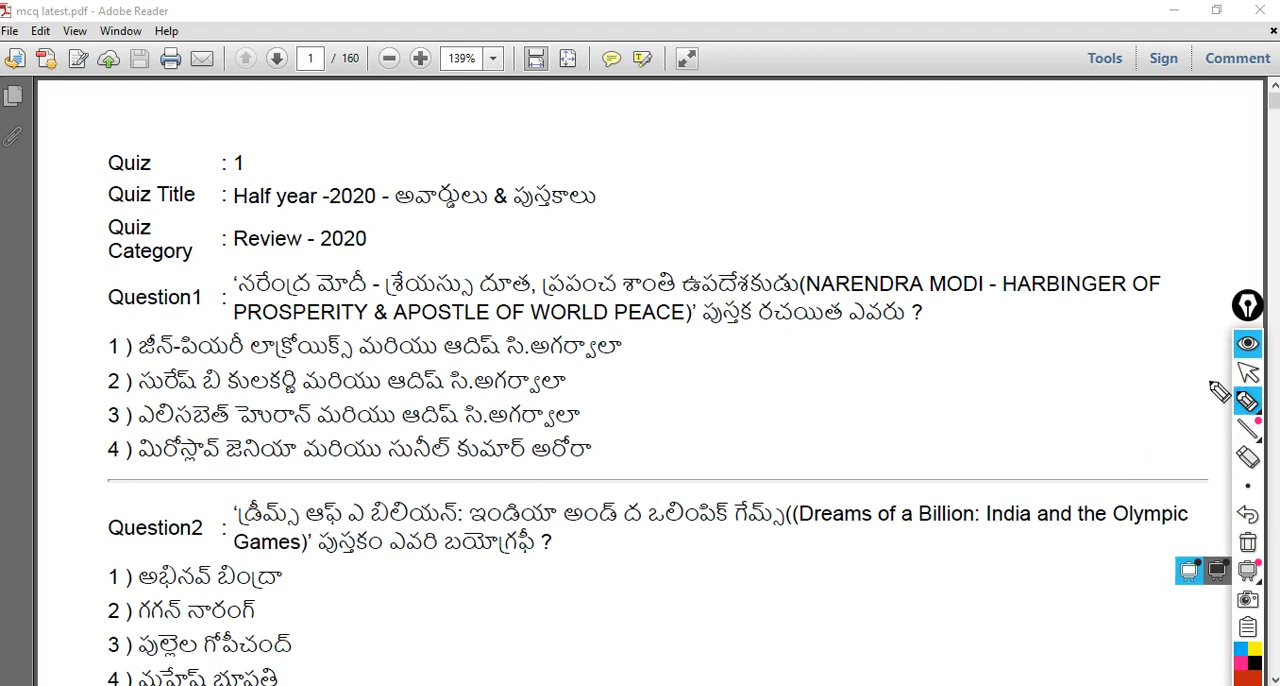 mcq latest.pdf - Adobe Reader
File Edit View Window Help
1 / 160 139% Tools Sign Comment
Quiz : 1
Quiz Title : Half year -2020 - అవార్డులు & పుస్తకాలు
Quiz
Category : Review - 2020
Question1 : ‘నరేంద్ర మోదీ - శ్రేయస్సు దూత, ప్రపంచ శాంతి ఉపదేశకుడు(NARENDRA MODI - HARBINGER OF
PROSPERITY & APOSTLE OF WORLD PEACE)’ పుస్తక రచయిత ఎవరు ?
1 ) జీన్-పియరీ లాక్రోయిక్స్ మరియు ఆదిష్ సి.అగర్వాలా
2 ) సురేష్ బి కులకర్ణి మరియు ఆదిష్ సి.అగర్వాలా
3 ) ఎలిసబెత్ హెురాన్ మరియు ఆదిష్ సి.అగర్వాలా
4 ) మిరోస్లావ్ జెనియా మరియు సునీల్ కుమార్ అరోరా
Question2 : ‘డ్రీమ్స్ ఆఫ్ ఎ బిలియన్: ఇండియా అండ్ ద ఒలింపిక్ గేమ్స్((Dreams of a Billion: India and the Olympic
Games)’ పుస్తకం ఎవరి బయోగ్రఫీ ?
1 ) అభినవ్ బింద్రా
2 ) గగన్ నారంగ్
3 ) పుల్లెల గోపీచంద్
4 ) మహేష్ భూపతి